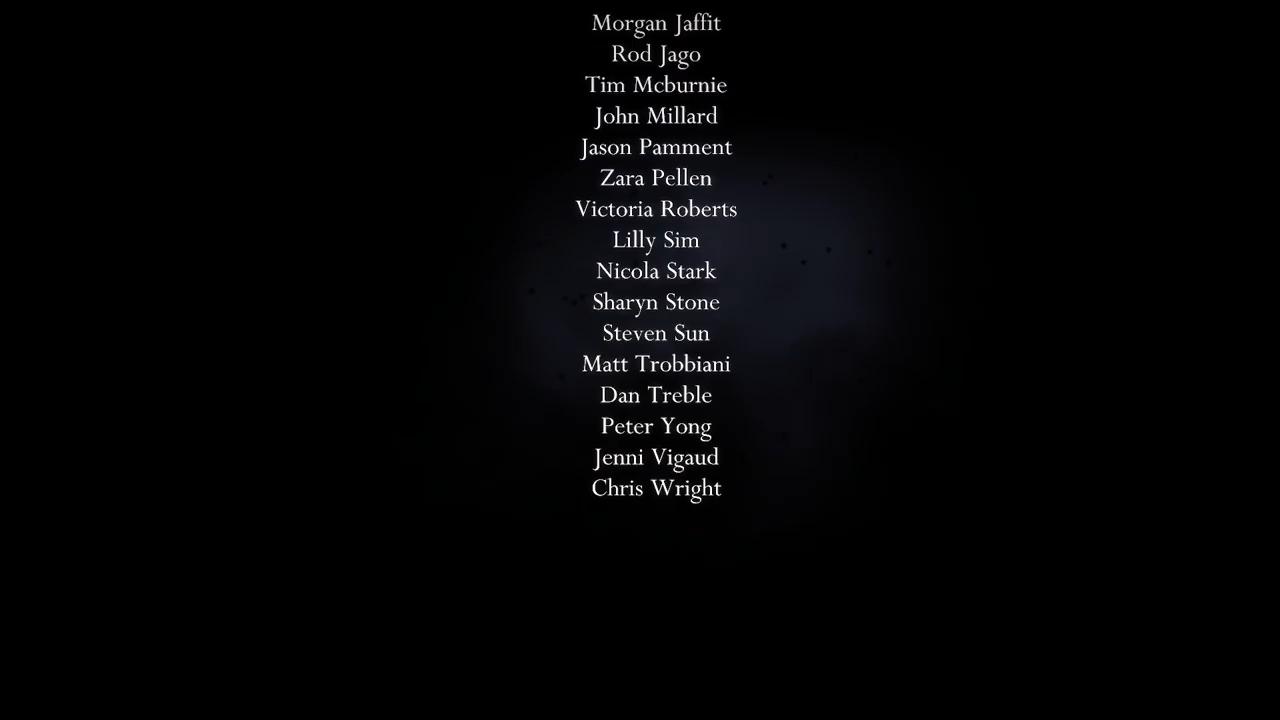 Morgan Jaffit
Rod Jago
Tim Mcburnie
John Millard
Jason Pamment
Zara Pellen
Victoria Roberts
Lilly Sim
Nicola Stark
Sharyn Stone
Steven Sun
Matt Trobbiani
Dan Treble
Peter Yong
Jenni Vigaud
Chris Wright